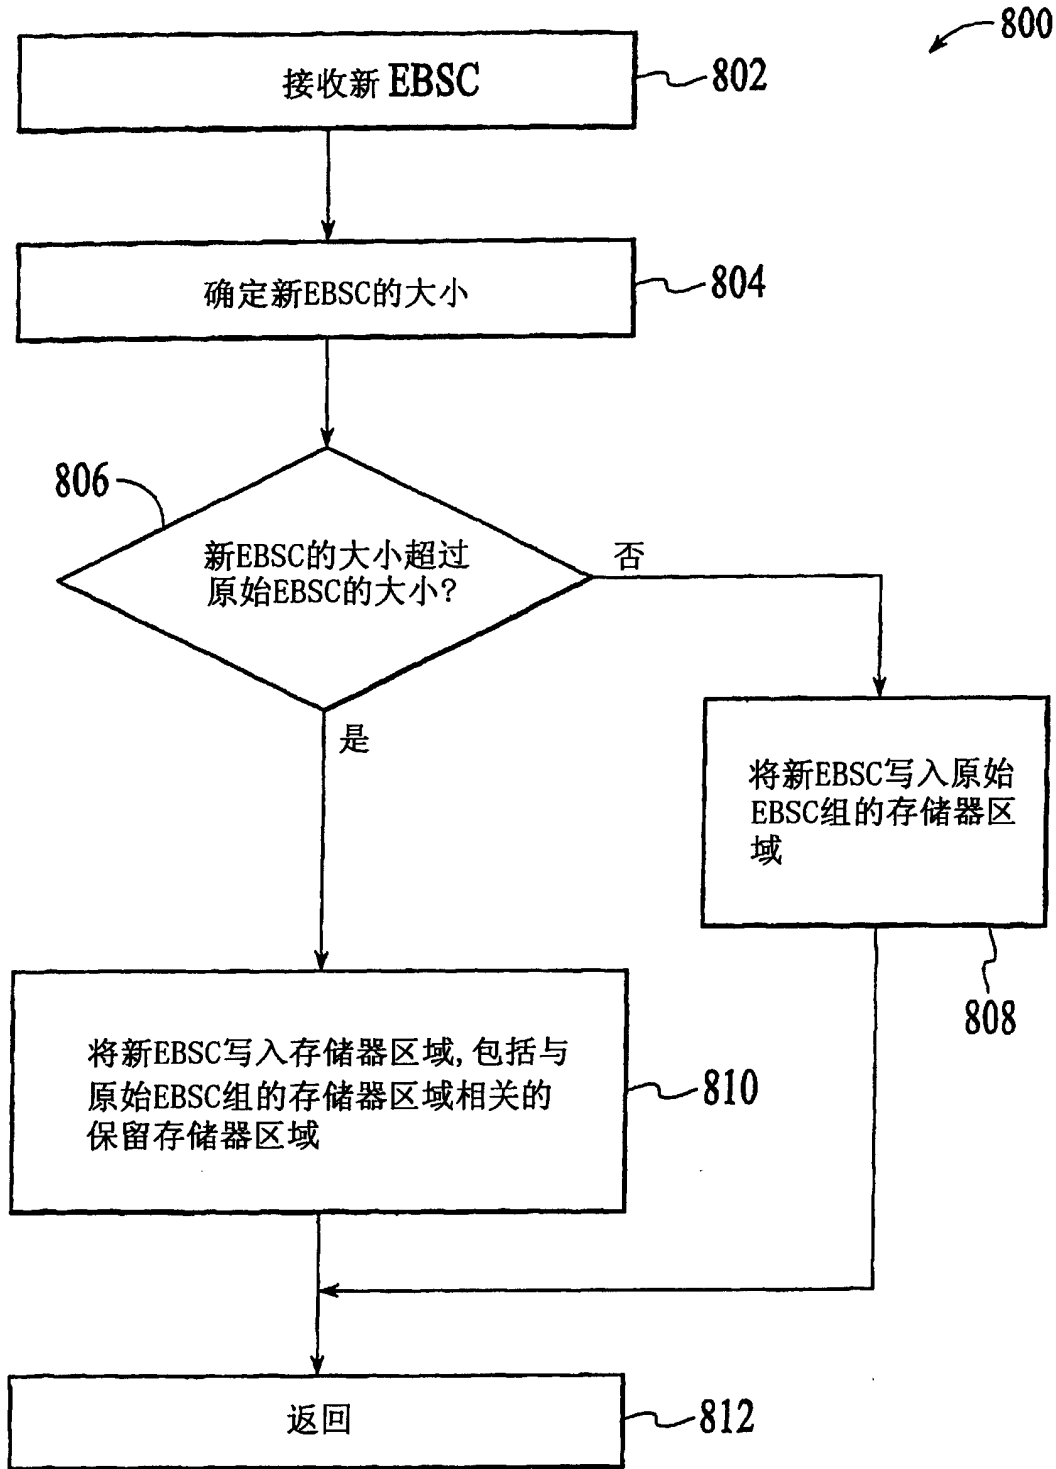 800
接收新 EBSC
802
确定新EBSC的大小
804
806
新EBSC的大小超过
原始EBSC的大小?
否
是
将新EBSC写入原始
EBSC组的存储器区
域
808
将新EBSC写入存储器区域,包括与
原始EBSC组的存储器区域相关的
保留存储器区域
810
返回
812